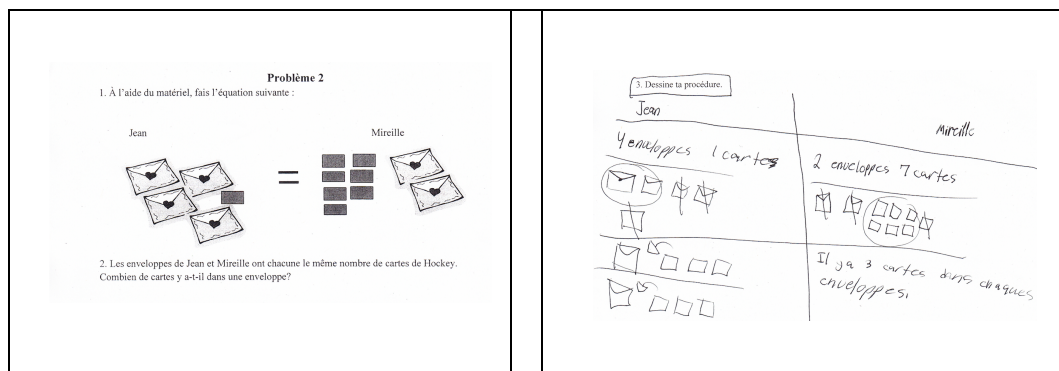 Problème 2
1. À l'aide du matériel, fais l'équation suivante :
Jean
Mireille
=
2. Les enveloppes de Jean et Mireille ont chacune le même nombre de cartes de Hockey.
Combien de cartes y a-t-il dans une enveloppe?
3. Dessine ta procédure.
Jean
Mireille
4 enveloppes 1 cartes
2 enveloppes 7 cartes
Il ya 3 cartes dans chaques
enveloppes.